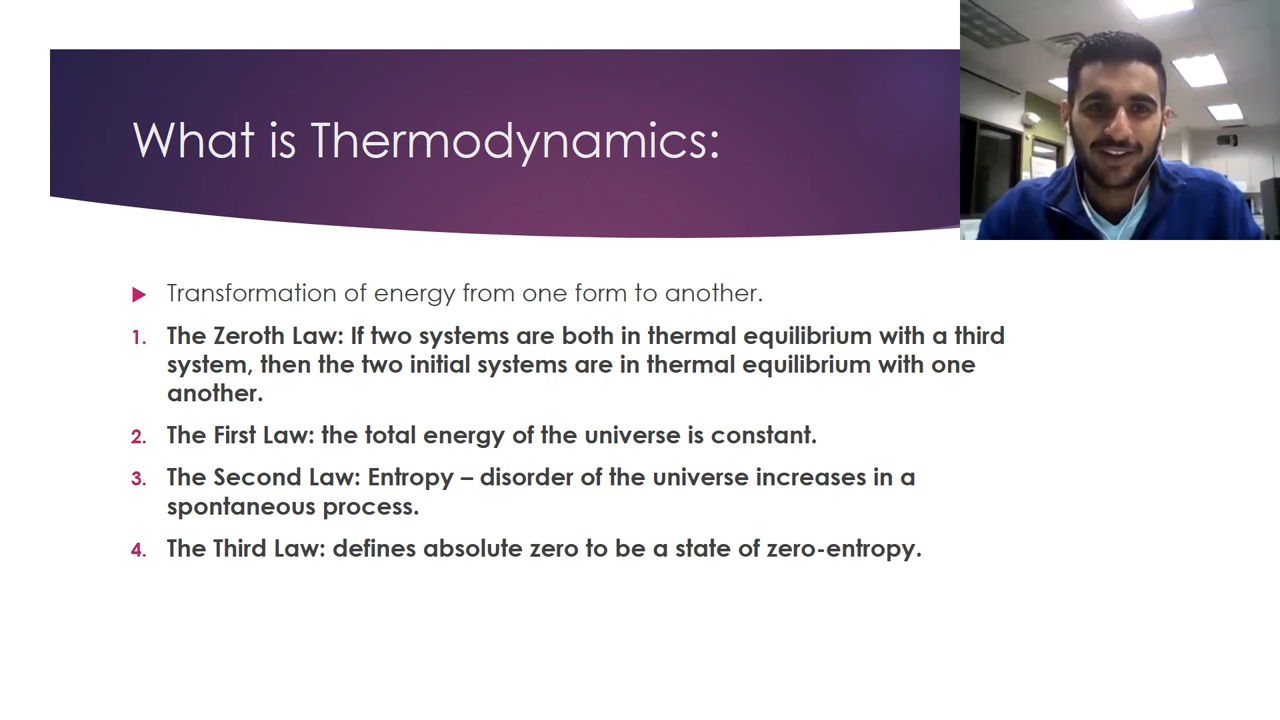 What is Thermodynamics:
Transformation of energy from one form to another.
1. The Zeroth Law: If two systems are both in thermal equilibrium with a third
system, then the two initial systems are in thermal equilibrium with one
another.
2. The First Law: the total energy of the universe is constant.
3. The Second Law: Entropy – disorder of the universe increases in a
spontaneous process.
4. The Third Law: defines absolute zero to be a state of zero-entropy.